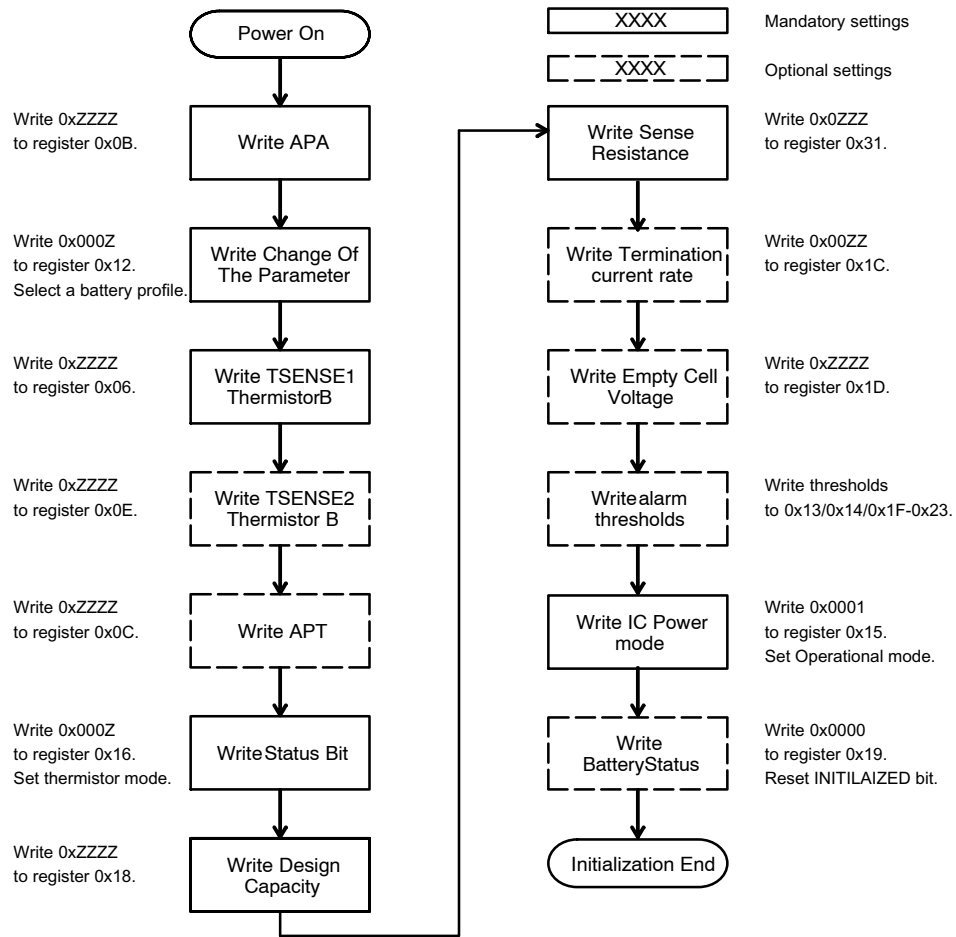 Power On
Write 0xZZZZ
to register 0x0B.
Write APA
Write 0x000Z
to register 0x12.
Select a battery profile.
Write Change Of
The Parameter
Write 0xZZZZ
to register 0x06.
Write TSENSE1
ThermistorB
Write 0xZZZZ
to register 0x0E.
Write TSENSE2
Thermistor B
Write 0xZZZZ
to register 0x0C.
Write APT
Write 0x000Z
to register 0x16.
Set thermistor mode.
WriteStatus Bit
Write 0xZZZZ
to register 0x18.
Write Design
Capacity
XXXX
Mandatory settings
XXXX
Optional settings
Write Sense
Resistance
Write 0x0ZZZ
to register 0x31.
Write Termination
current rate
Write 0x00ZZ
to register 0x1C.
Write Empty Cell
Voltage
Write 0xZZZZ
to register 0x1D.
Writealarm
thresholds
Write thresholds
to 0x13/0x14/0x1F-0x23.
Write IC Power
mode
Write 0x0001
to register 0x15.
Set Operational mode.
Write
BatteryStatus
Write 0x0000
to register 0x19.
Reset INITILAIZED bit.
Initialization End